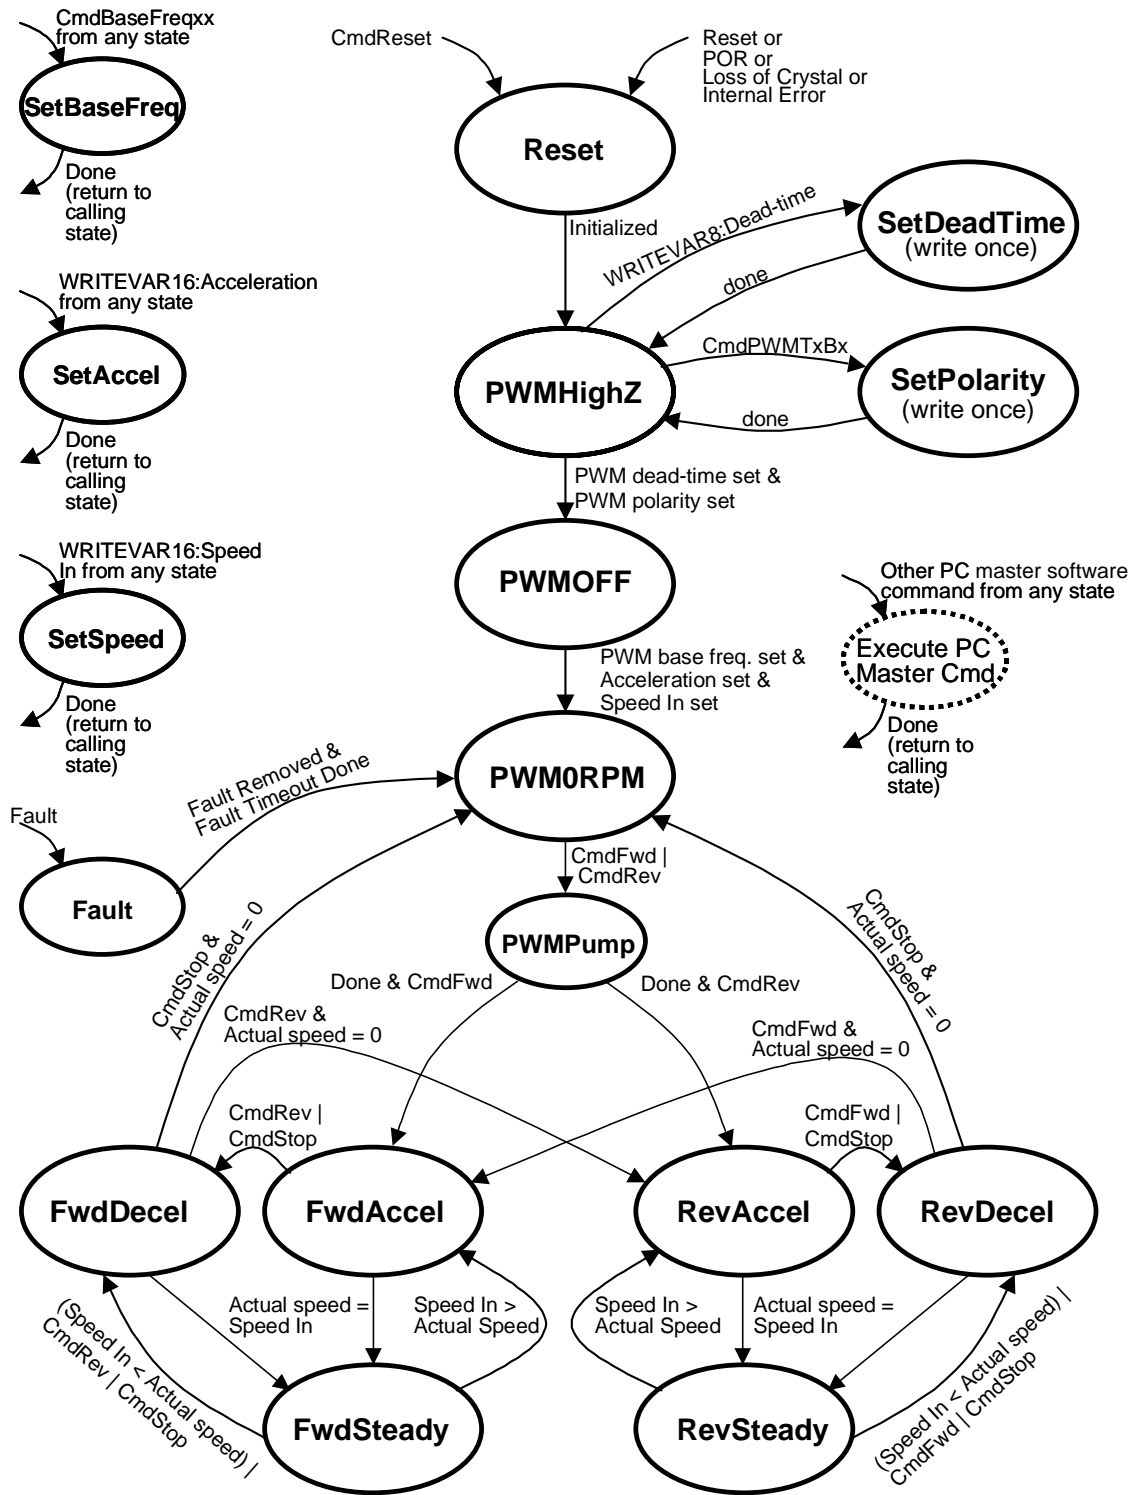 CmdBaseFreqxx
from any state
SetBaseFreq
Done
(return to
calling
state)
CmdReset
Reset or
POR or
Loss of Crystal or
Internal Error
Reset
Initialized
WRITEVAR8:Dead-time
done
SetDeadTime
(write once)
WRITEVAR16:Acceleration
from any state
SetAccel
Done
(return to
calling
state)
PWMHighZ
CmdPWMTxBx
done
SetPolarity
(write once)
PWM dead-time set &
PWM polarity set
WRITEVAR16:Speed
In from any state
SetSpeed
Done
(return to
calling
state)
PWMOFF
PWM base freq. set &
Acceleration set &
Speed In set
Other PC master software
command from any state
Execute PC
Master Cmd
Done
(return to
calling
state)
PWM0RPM
Fault Removed &
Fault Timeout Done
Fault
Fault
CmdFwd |
CmdRev
PWMPump
CmdStop &
Actual speed = 0
CmdStop &
Actual speed = 0
Done & CmdFwd
Done & CmdRev
CmdRev &
Actual speed = 0
CmdFwd &
Actual speed = 0
CmdRev |
CmdStop
CmdFwd |
CmdStop
FwdDecel
FwdAccel
RevAccel
RevDecel
(Speed In < Actual speed) |
CmdRev | CmdStop
Actual speed =
Speed In
Speed In >
Actual Speed
Speed In >
Actual Speed
Actual speed =
Speed In
(Speed In < Actual speed) |
CmdFwd | CmdStop
FwdSteady
RevSteady